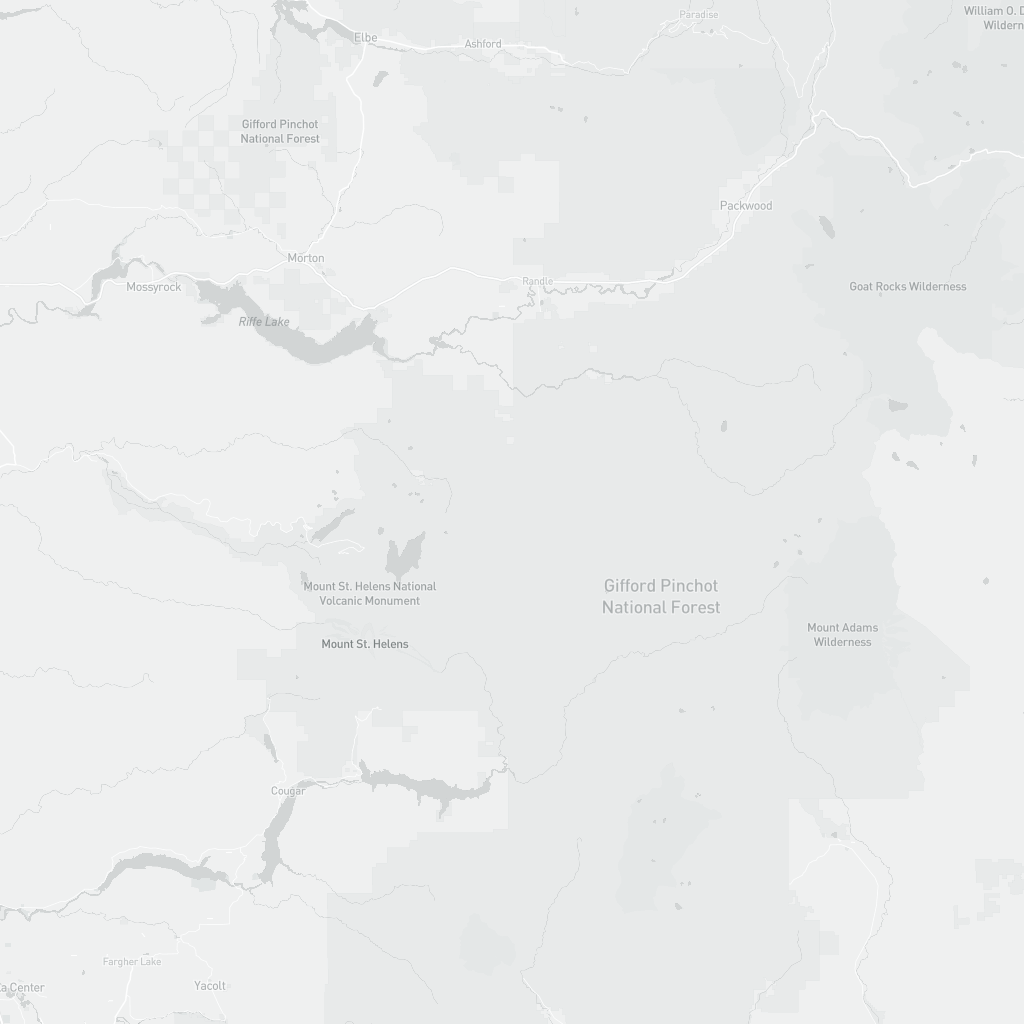 Paradise
William O. D
Wildern
Elbe
Ashford
Gifford Pinchot
National Forest
Packwood
Morton
Randle
Mossyrock
Goat Rocks Wilderness
Riffe Lake
Mount St. Helens National
Volcanic Monument
Gifford Pinchot
National Forest
Mount Adams
Wilderness
Mount St. Helens
Cougar
Fargher Lake
Yacolt
a Center